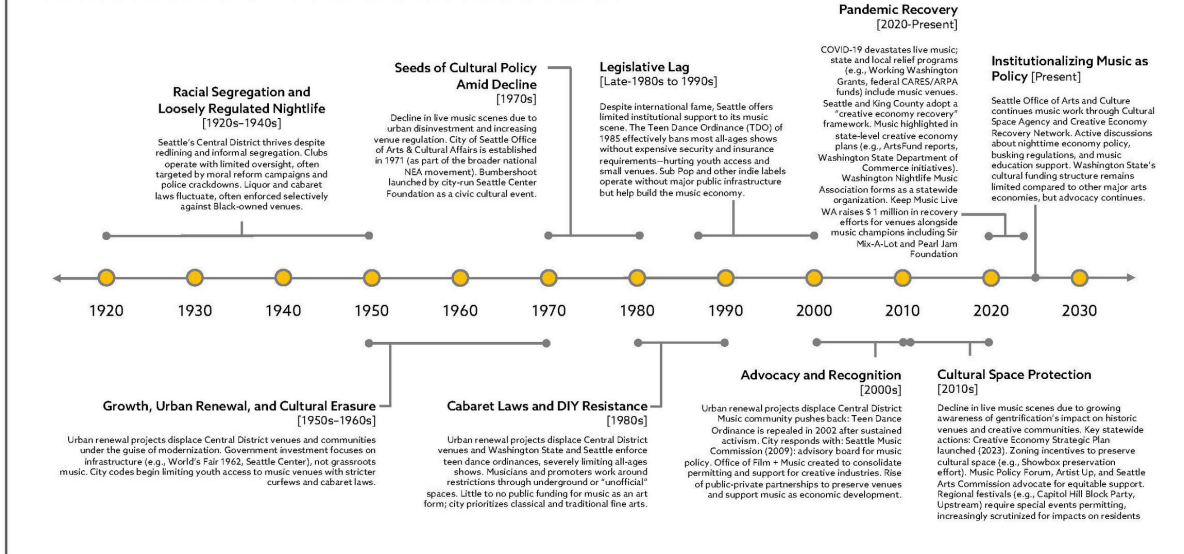 Racial Segregation and
Loosely Regulated Nightlife
[1920s–1940s]
Seattle's Central District thrives despite
redlining and informal segregation. Clubs
operate with limited oversight, often
targeted by moral reform campaigns and
police crackdowns. Liquor and cabaret
laws fluctuate, often enforced selectively
against Black-owned venues.
Seeds of Cultural Policy
Amid Decline
[1970s]
Decline in live music scenes due to
urban disinvestment and increasing
venue regulation. City of Seattle Office
of Arts & Cultural Affairs is established
in 1971 (as part of the broader national
NEA movement). Bumbershoot
launched by city-run Seattle Center
Foundation as a civic cultural event.
Legislative Lag
[Late-1980s to 1990s]
Despite international fame, Seattle offers
limited institutional support to its music
scene. The Teen Dance Ordinance (TDO) of
1985 effectively bans most all-ages shows
without expensive security and insurance
requirements—hurting youth access and
small venues. Sub Pop and other indie labels
operate without major public infrastructure
but help build the music economy.
Pandemic Recovery
[2020-Present]
COVID-19 devastates live music;
state and local relief programs
(e.g., Working Washington
Grants, federal CARES/ARPA
funds) include music venues.
Seattle and King County adopt a
"creative economy recovery"
framework. Music highlighted in
state-level creative economy
plans (e.g., ArtsFund reports,
Washington State Department of
Commerce initiatives).
Washington Nightlife Music
Association forms as a statewide
organization. Keep Music Live
WA raises $ 1 million in recovery
efforts for venues alongside
music champions including Sir
Mix-A-Lot and Pearl Jam
Foundation
Institutionalizing Music as
Policy [Present]
Seattle Office of Arts and Culture
continues music work through Cultural
Space Agency and Creative Economy
Recovery Network. Active discussions
about nighttime economy policy,
busking regulations, and music
education support. Washington State's
cultural funding structure remains
limited compared to other major arts
economies, but advocacy continues.
1920 1930 1940 1950 1960 1970 1980 1990 2000 2010 2020 2030
Growth, Urban Renewal, and Cultural Erasure
[1950s–1960s]
Urban renewal projects displace Central District venues and communities
under the guise of modernization. Government investment focuses on
infrastructure (e.g., World's Fair 1962, Seattle Center), not grassroots
music. City codes begin limiting youth access to music venues with stricter
curfews and cabaret laws.
Cabaret Laws and DIY Resistance
[1980s]
Urban renewal projects displace Central District
venues and Washington State and Seattle enforce
teen dance ordinances, severely limiting all-ages
shows. Musicians and promoters work around
restrictions through underground or "unofficial"
spaces. Little to no public funding for music as an art
form; city prioritizes classical and traditional fine arts.
Advocacy and Recognition
[2000s]
Urban renewal projects displace Central District
Music community pushes back: Teen Dance
Ordinance is repealed in 2002 after sustained
activism. City responds with: Seattle Music
Commission (2009): advisory board for music
policy. Office of Film + Music created to consolidate
permitting and support for creative industries. Rise
of public-private partnerships to preserve venues
and support music as economic development.
Cultural Space Protection
[2010s]
Decline in live music scenes due to growing
awareness of gentrification's impact on historic
venues and creative communities. Key statewide
actions: Creative Economy Strategic Plan
launched (2023). Zoning incentives to preserve
cultural space (e.g., Showbox preservation
effort). Music Policy Forum, Artist Up, and Seattle
Arts Commission advocate for equitable support.
Regional festivals (e.g., Capitol Hill Block Party,
Upstream) require special events permitting,
increasingly scrutinized for impacts on residents